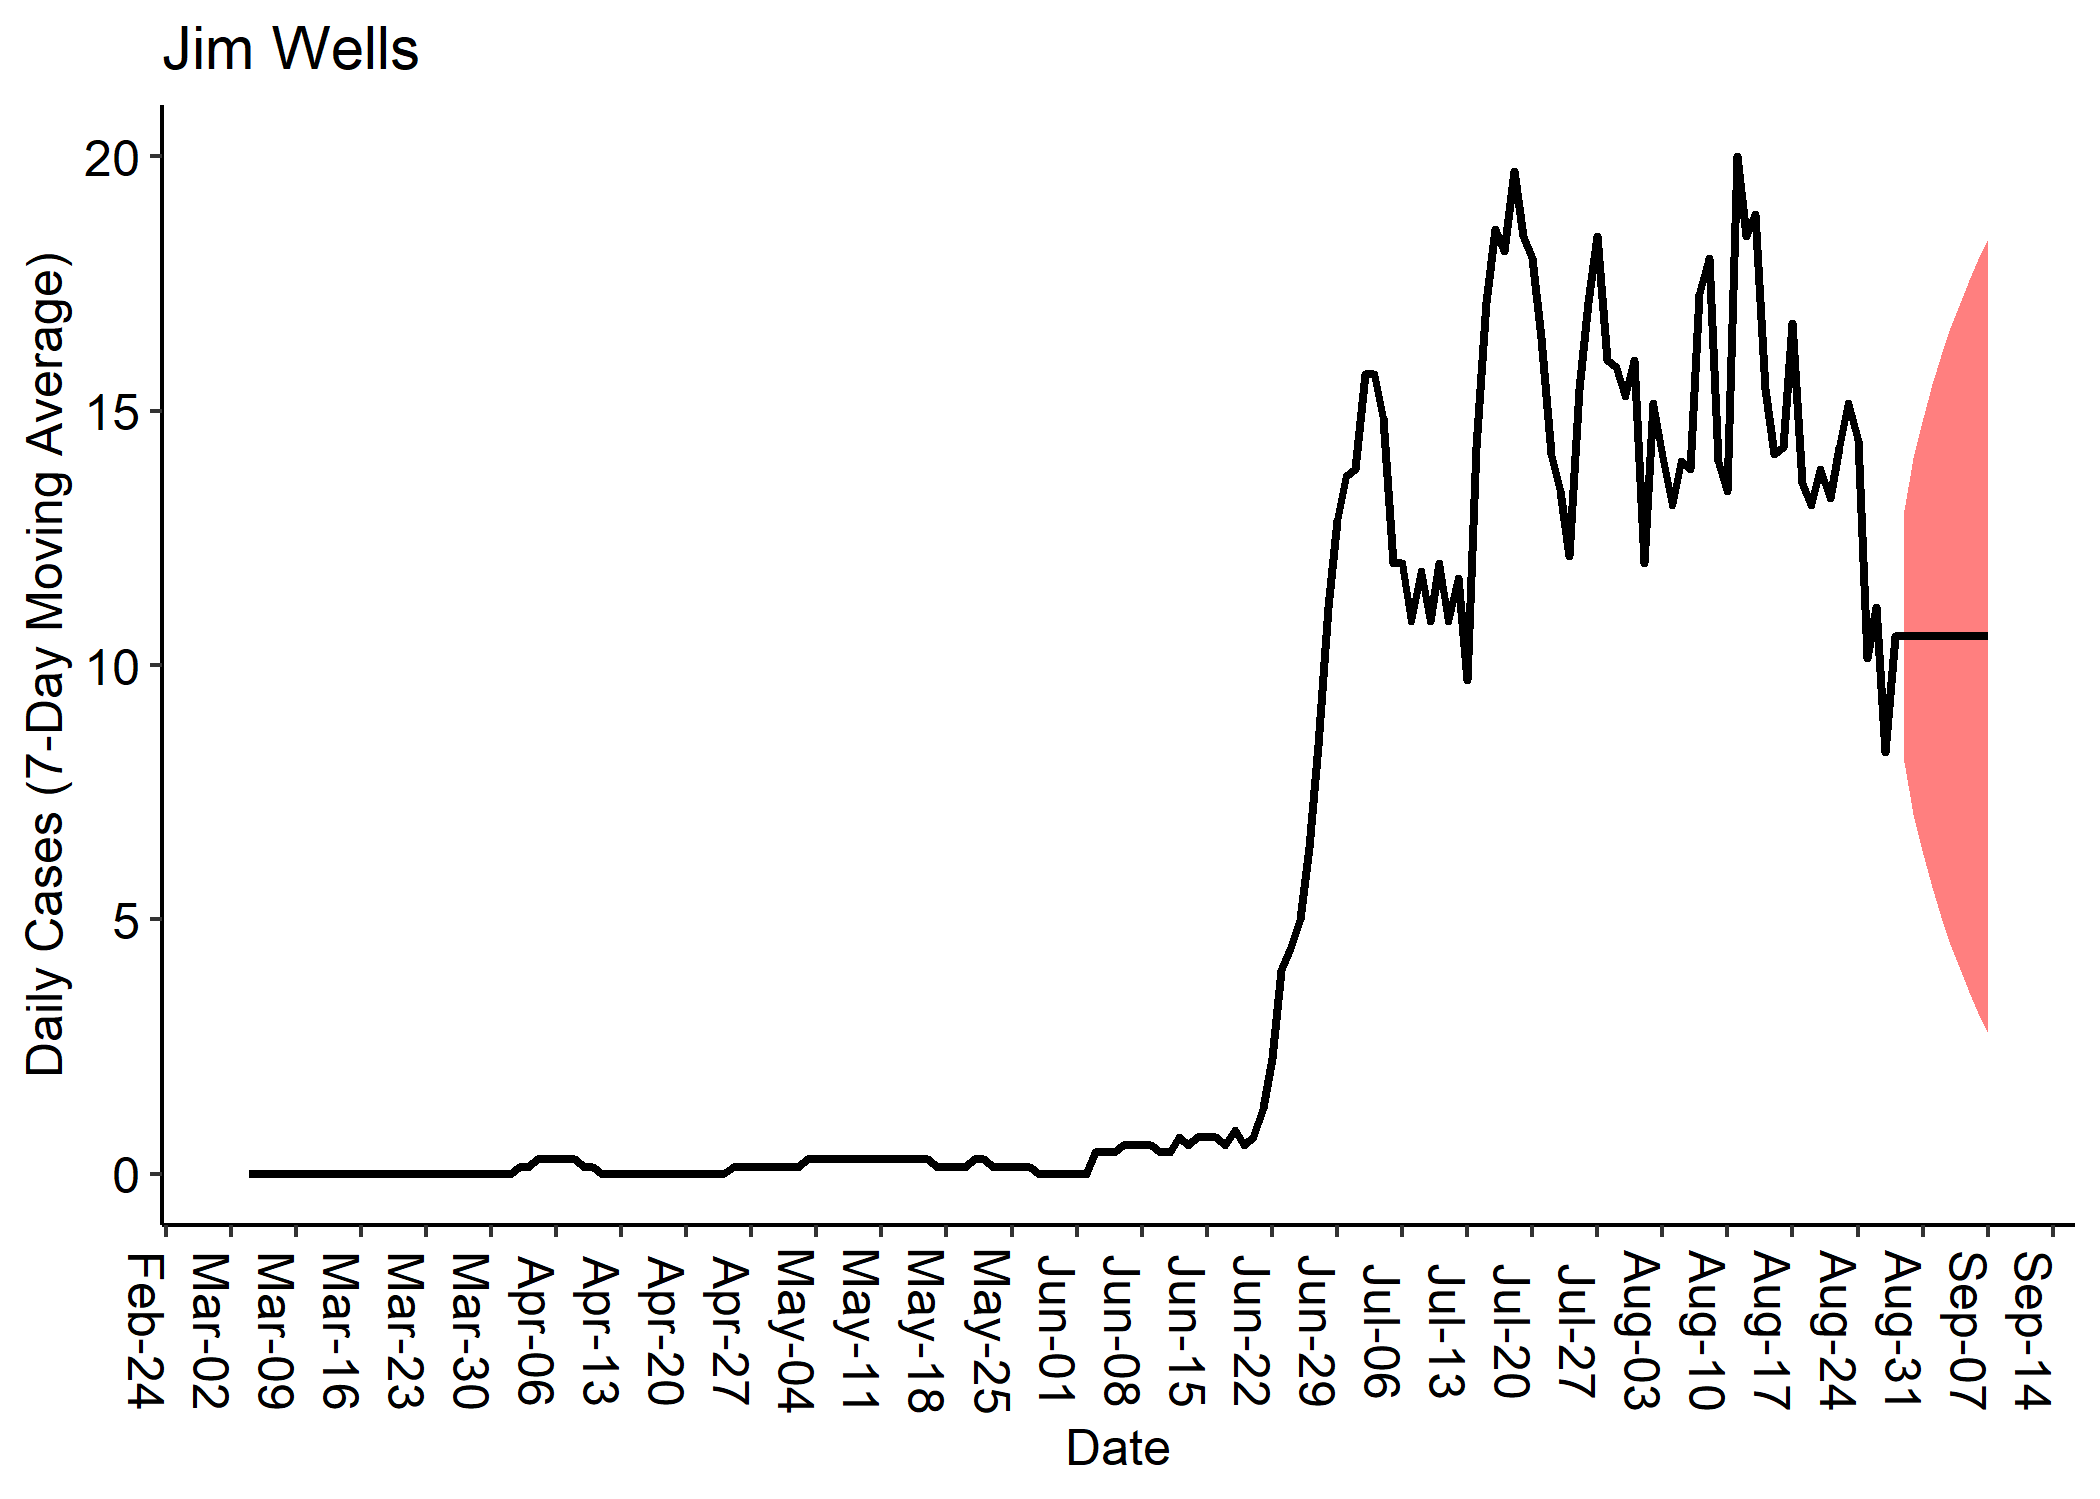 Jim Wells
Daily Cases (7-Day Moving Average)
20
15
10
5
0
Feb-24
Mar-02
Mar-09
Mar-16
Mar-23
Mar-30
Apr-06
Apr-13
Apr-20
Apr-27
May-04
May-11
May-18
May-25
Jun-01
Jun-08
Jun-15
Jun-22
Jun-29
Jul-06
Jul-13
Jul-20
Jul-27
Aug-03
Aug-10
Aug-17
Aug-24
Aug-31
Sep-07
Sep-14
Date